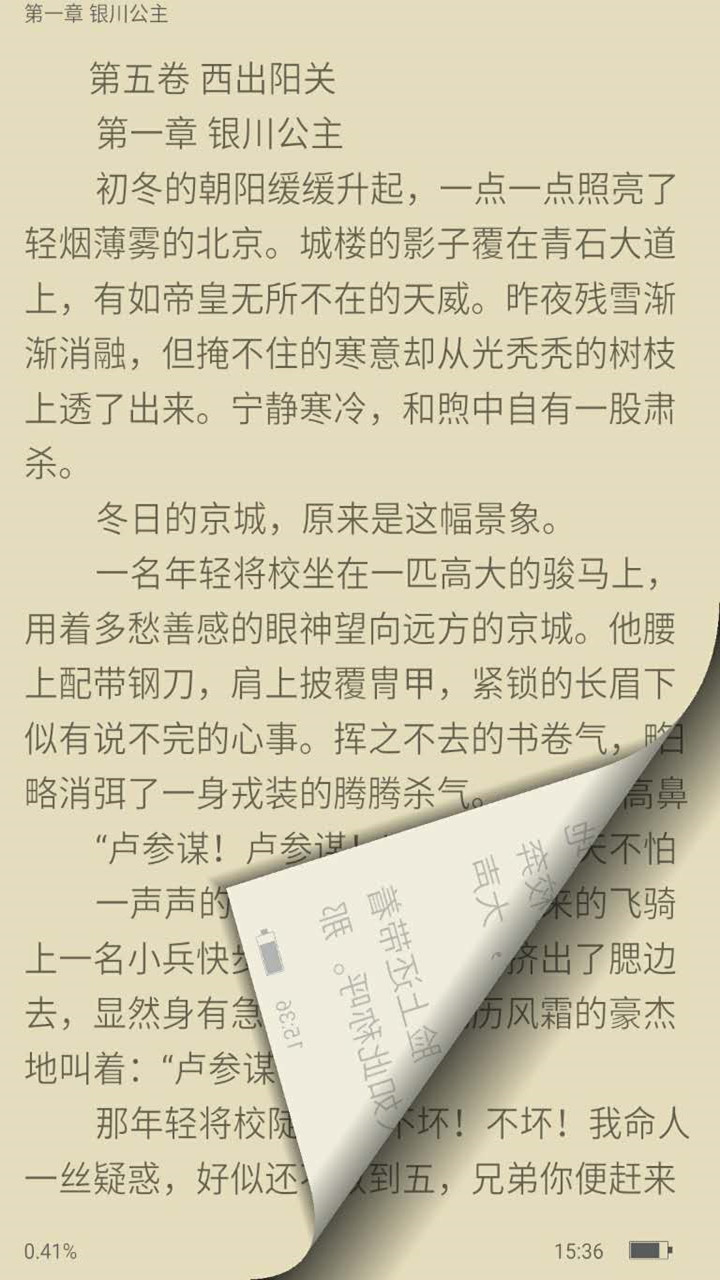 第一章 银川公主
第五卷 西出阳关
第一章 银川公主
初冬的朝阳缓缓升起，一点一点照亮了
轻烟薄雾的北京。城楼的影子覆在青石大道
上，有如帝皇无所不在的天威。昨夜残雪渐
渐消融，但掩不住的寒意却从光秃秃的树枝
上透了出来。宁静寒冷，和煦中自有一股肃
杀。
冬日的京城，原来是这幅景象。
一名年轻将校坐在一匹高大的骏马上，
用着多愁善感的眼神望向远方的京城。他腰
上配带钢刀，肩上披覆胄甲，紧锁的长眉下
似有说不完的心事。挥之不去的书卷气，略
略消弭了一身戎装的腾腾杀气。 高鼻
“卢参谋！卢参谋！ 天不怕
一声声的 来的飞骑
上一名小兵快步 挤出了腮边
去，显然身有急 历风霜的豪杰
地叫着：“卢参谋
那年轻将校陡 不坏！不坏！我命人
一丝疑惑，好似还 到五，兄弟你便赶来
0.41% 15:36
15:36